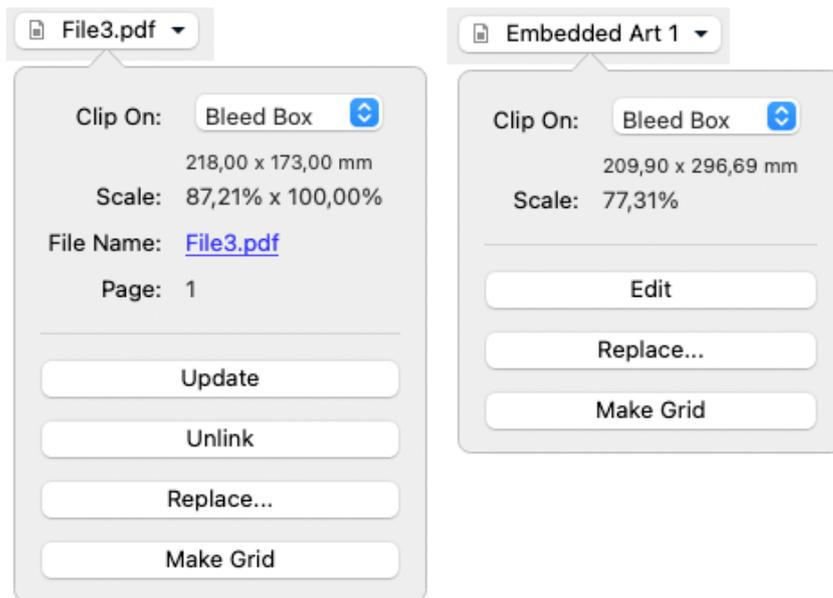 File3.pdf
Clip On: Bleed Box
218,00 x 173,00 mm
Scale: 87,21% x 100,00%
File Name: File3.pdf
Page: 1
Update
Unlink
Replace...
Make Grid
Embedded Art 1
Clip On: Bleed Box
209,90 x 296,69 mm
Scale: 77,31%
Edit
Replace...
Make Grid